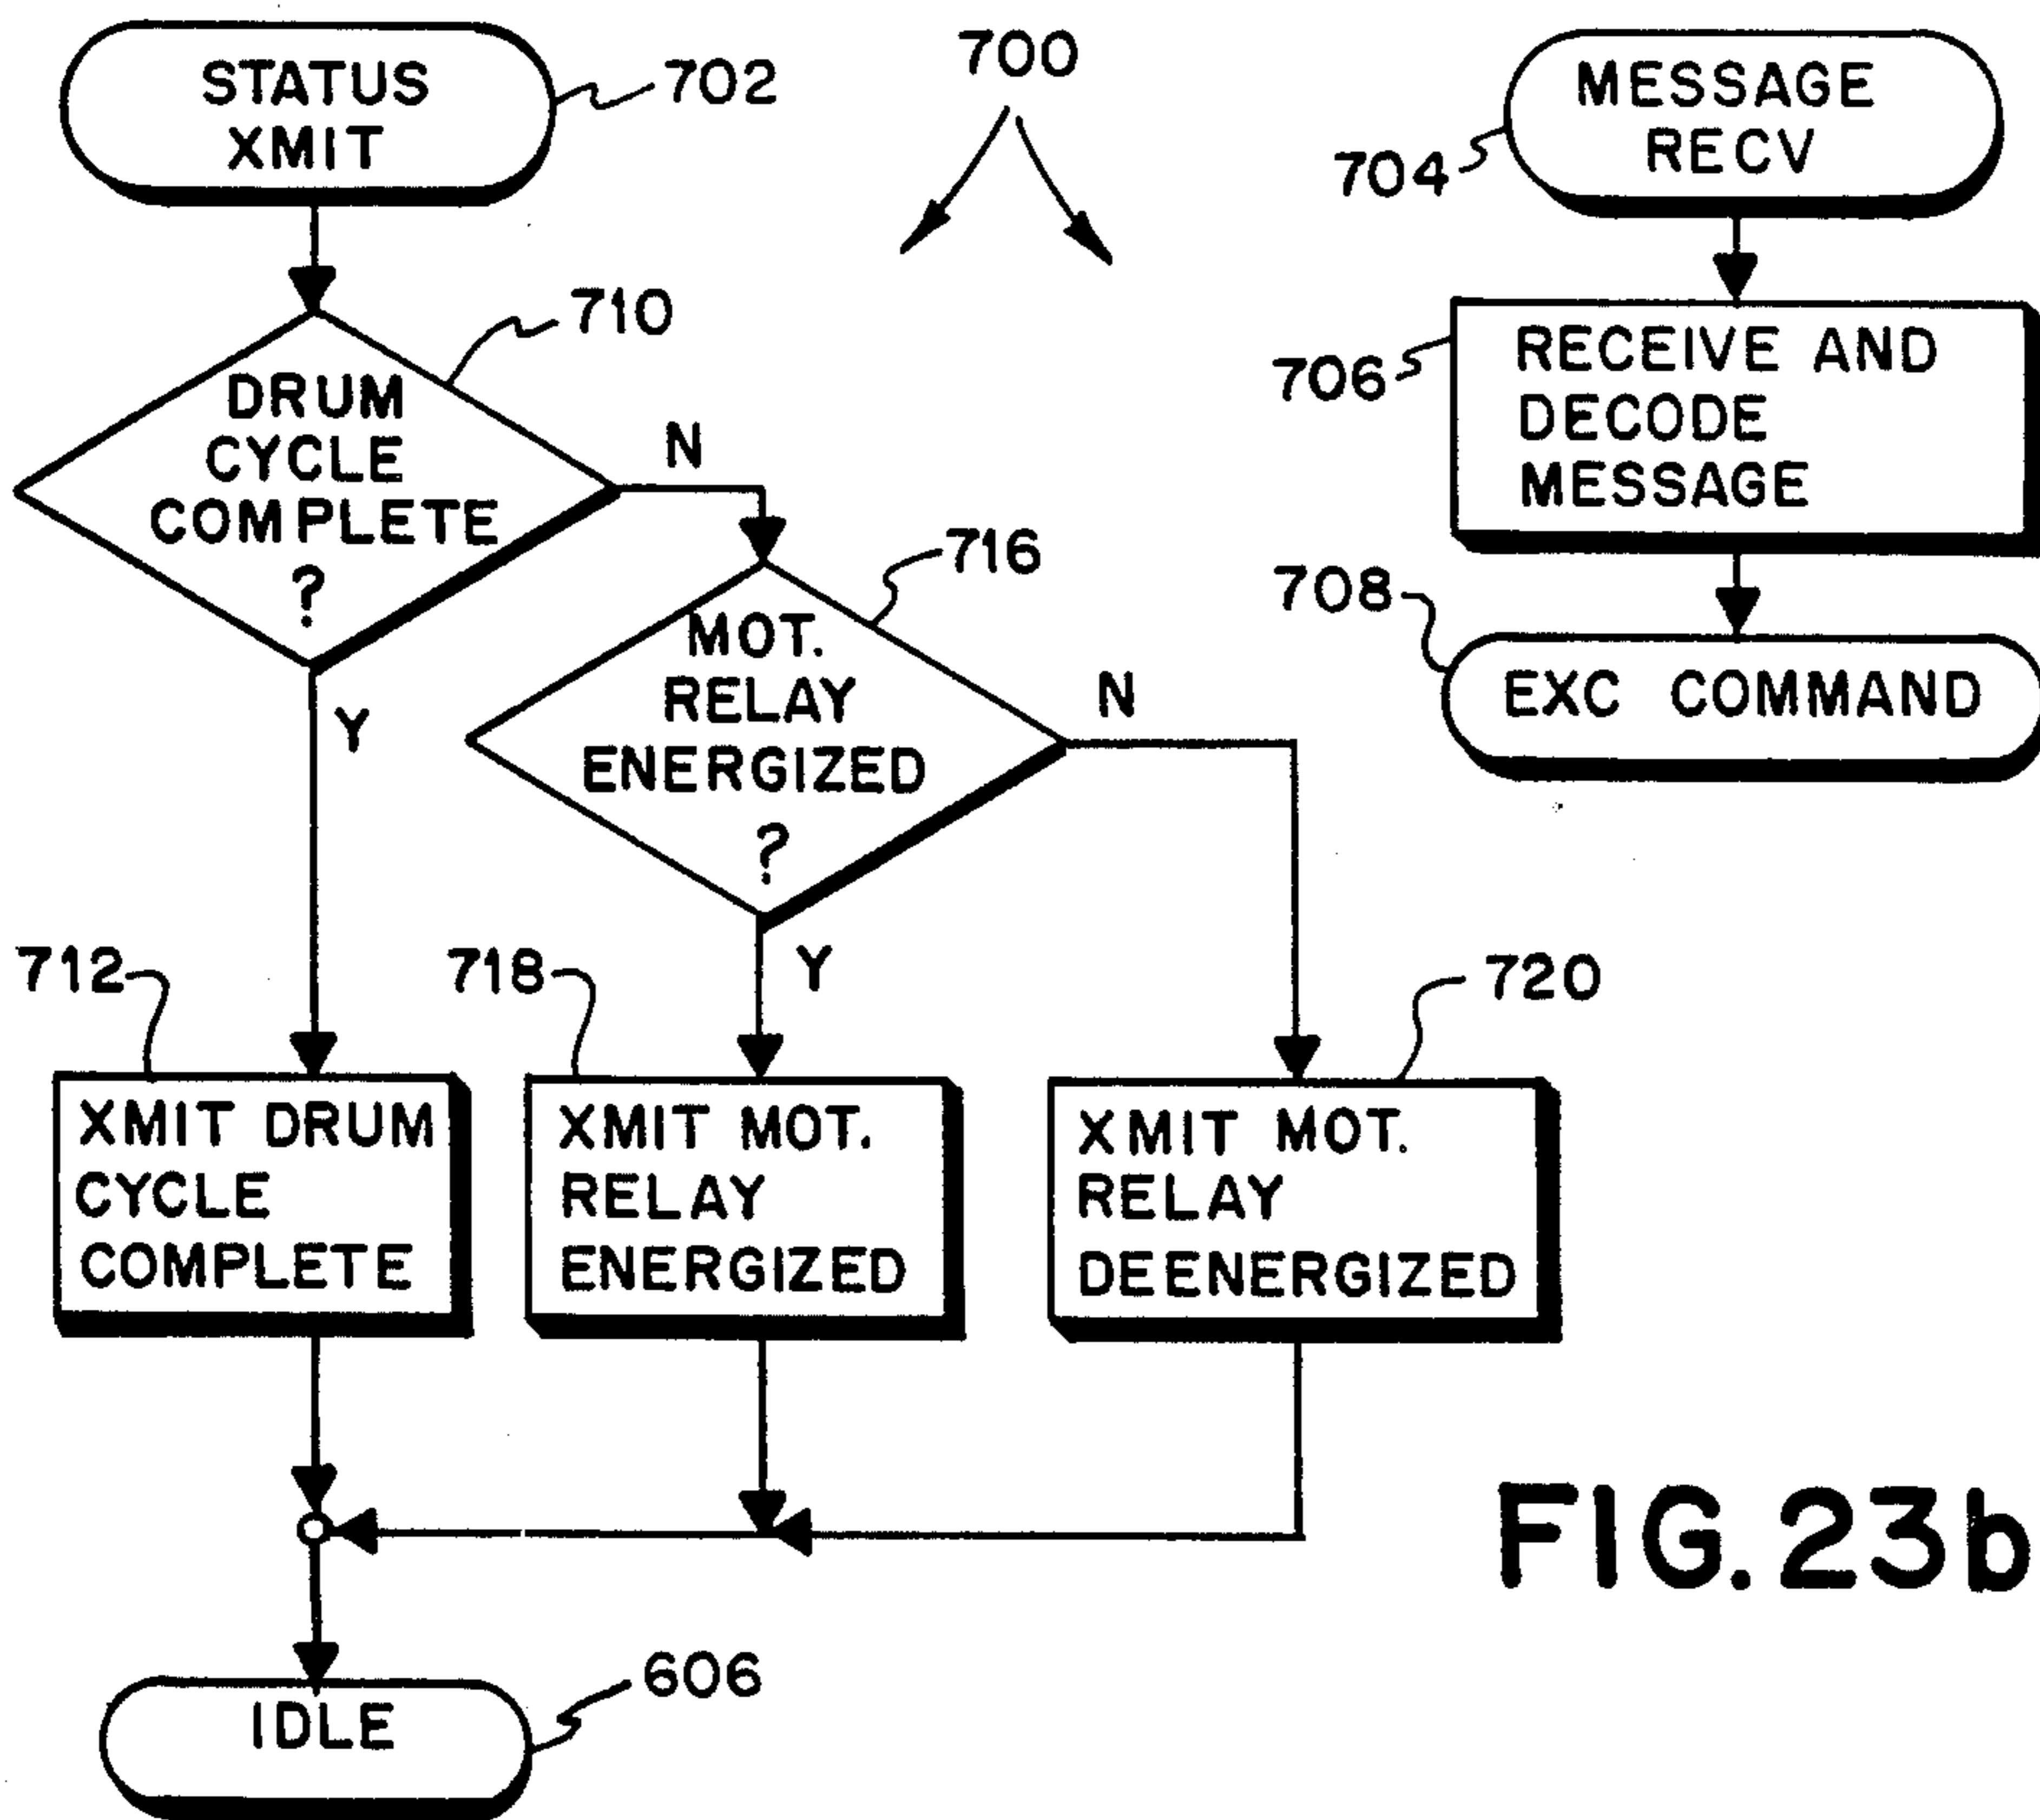 STATUS
XMIT
702
700
MESSAGE
RECV
704
710
DRUM
CYCLE
COMPLETE
?
N
Y
706
RECEIVE AND
DECODE
MESSAGE
716
MOT.
RELAY
ENERGIZED
?
N
Y
708
EXC COMMAND
712
XMIT DRUM
CYCLE
COMPLETE
718
XMIT MOT.
RELAY
ENERGIZED
720
XMIT MOT.
RELAY
DEENERGIZED
606
IDLE
FIG.23b